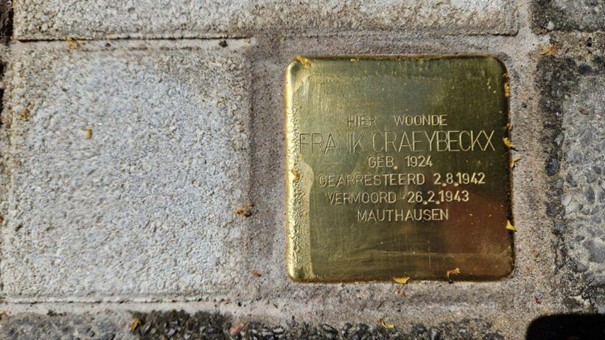 HIER WOONDE
FRANK CRAEYBECKX
GEB. 1924
GEARRESTEERD 2.8.1942
VERMOORD 26.2.1943
MAUTHAUSEN